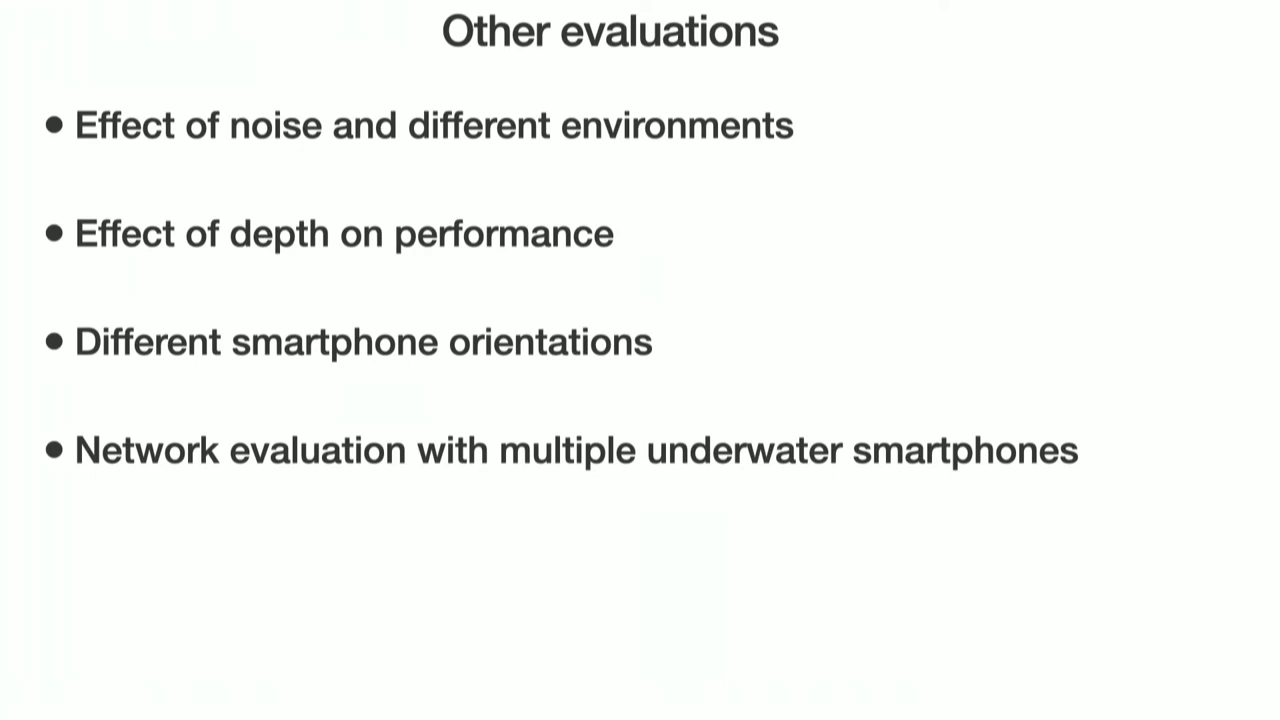 Other evaluations
• Effect of noise and different environments
• Effect of depth on performance
• Different smartphone orientations
• Network evaluation with multiple underwater smartphones